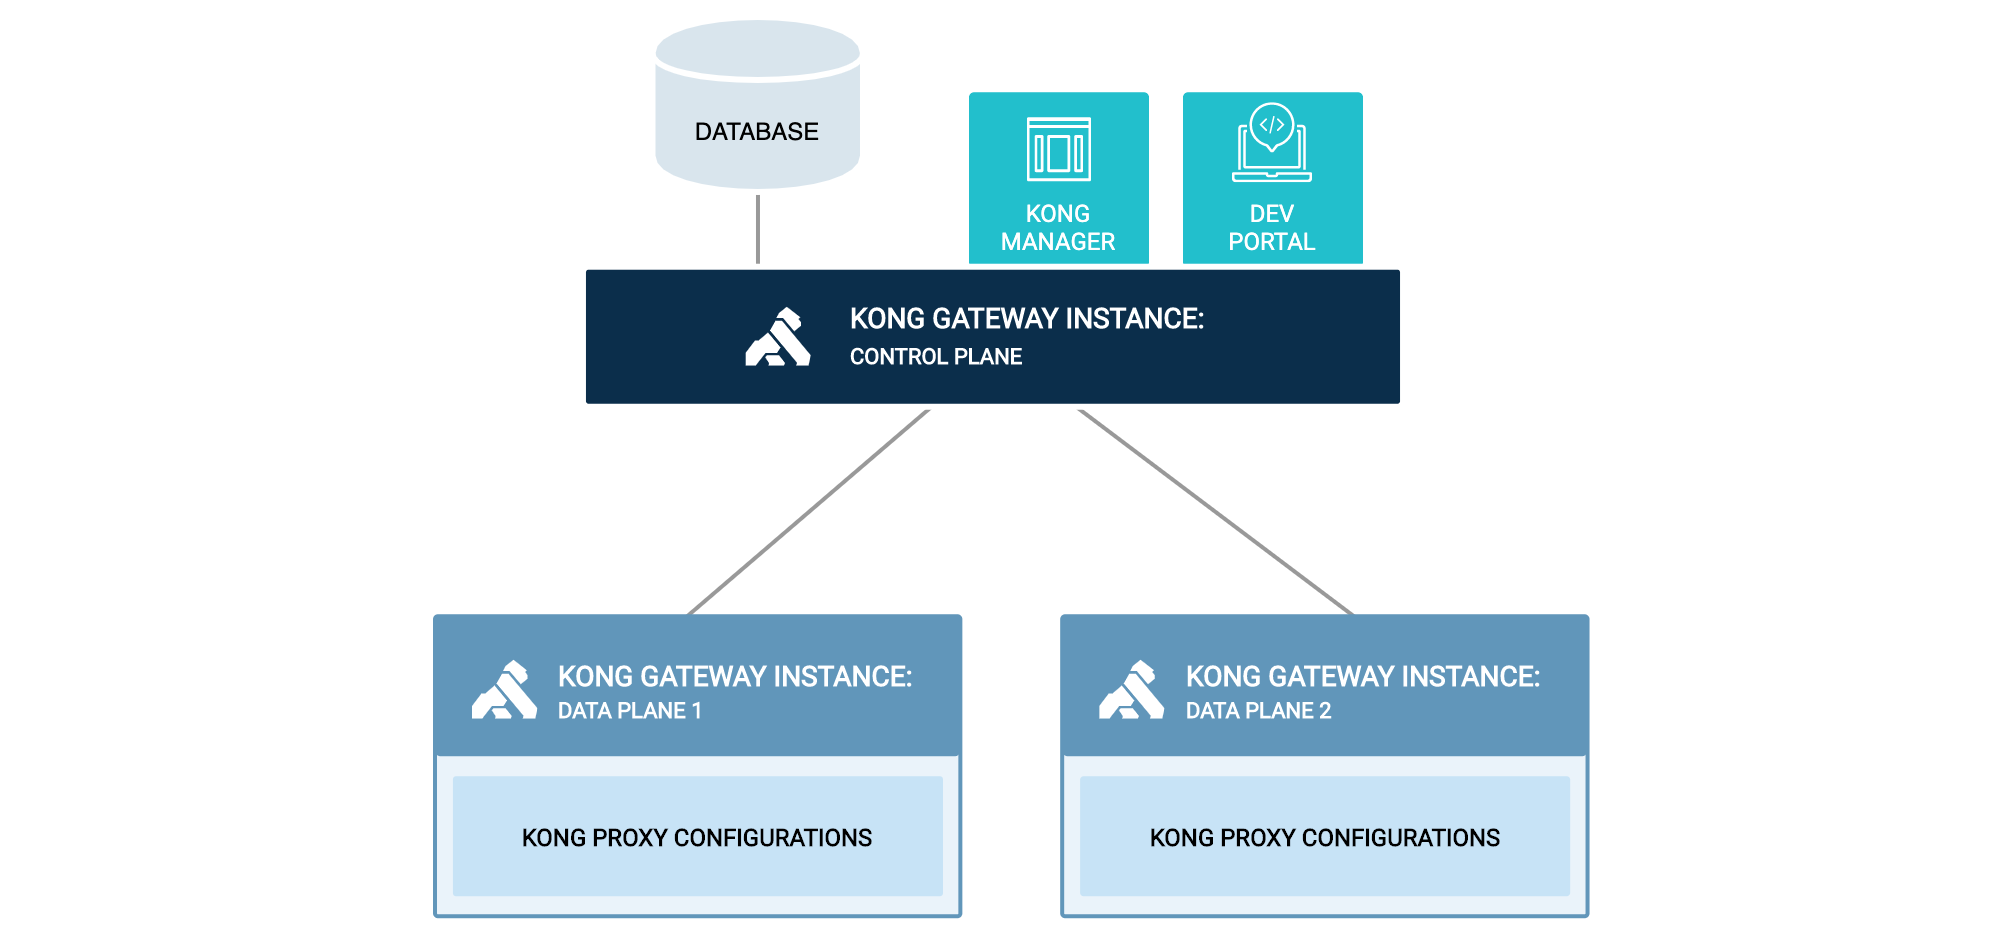 DATABASE
KONG
MANAGER
DEV
PORTAL
KONG GATEWAY INSTANCE:
CONTROL PLANE
KONG GATEWAY INSTANCE:
DATA PLANE 1
KONG PROXY CONFIGURATIONS
KONG GATEWAY INSTANCE:
DATA PLANE 2
KONG PROXY CONFIGURATIONS